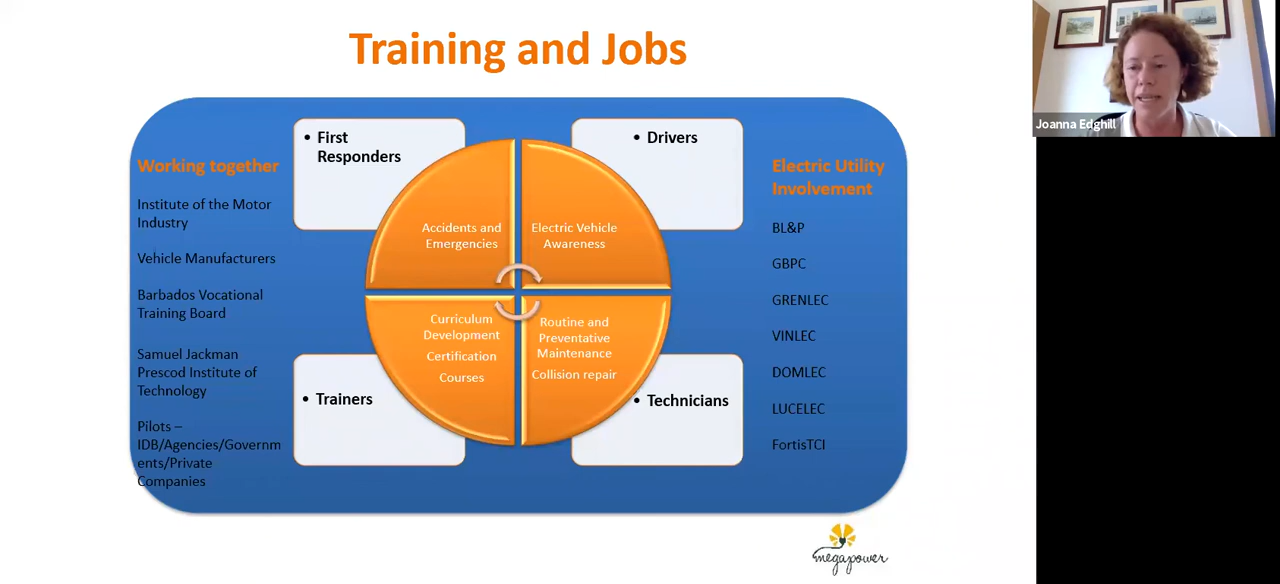 Training and Jobs
Joanna Edghill
Working together
Institute of the Motor
Industry
Vehicle Manufacturers
Barbados Vocational
Training Board
Samuel Jackman
Prescod Institute of
Technology
Pilots –
IDB/Agencies/Governm
ents/Private
Companies
• First
Responders
• Drivers
Accidents and
Emergencies
Electric Vehicle
Awareness
Curriculum
Development
Certification
Courses
Routine and
Preventative
Maintenance
Collision repair
• Trainers
• Technicians
Electric Utility
Involvement
BL&P
GBPC
GRENLEC
VINLEC
DOMLEC
LUCELEC
FortisTCI
megapower